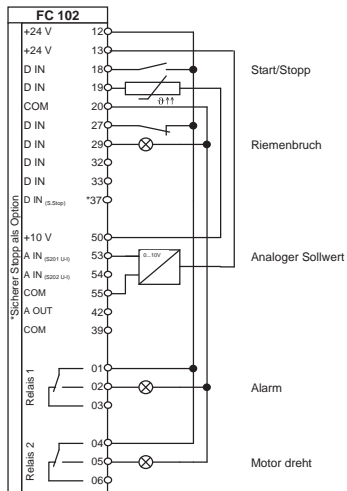 FC 102
+24 V 12
+24 V 13
D IN 18
D IN 19
COM 20
D IN 27
D IN 29
D IN 32
D IN 33
D IN (S.Stop) *37
+10 V 50
A IN (S201 U-I) 53
A IN (S202 U-I) 54
COM 55
A OUT 42
COM 39
*Sicherer Stopp als Option
Relais 1
01
02
03
Relais 2
04
05
06
ϑ↑↑
0...10V
Start/Stopp
Riemenbruch
Analoger Sollwert
Alarm
Motor dreht